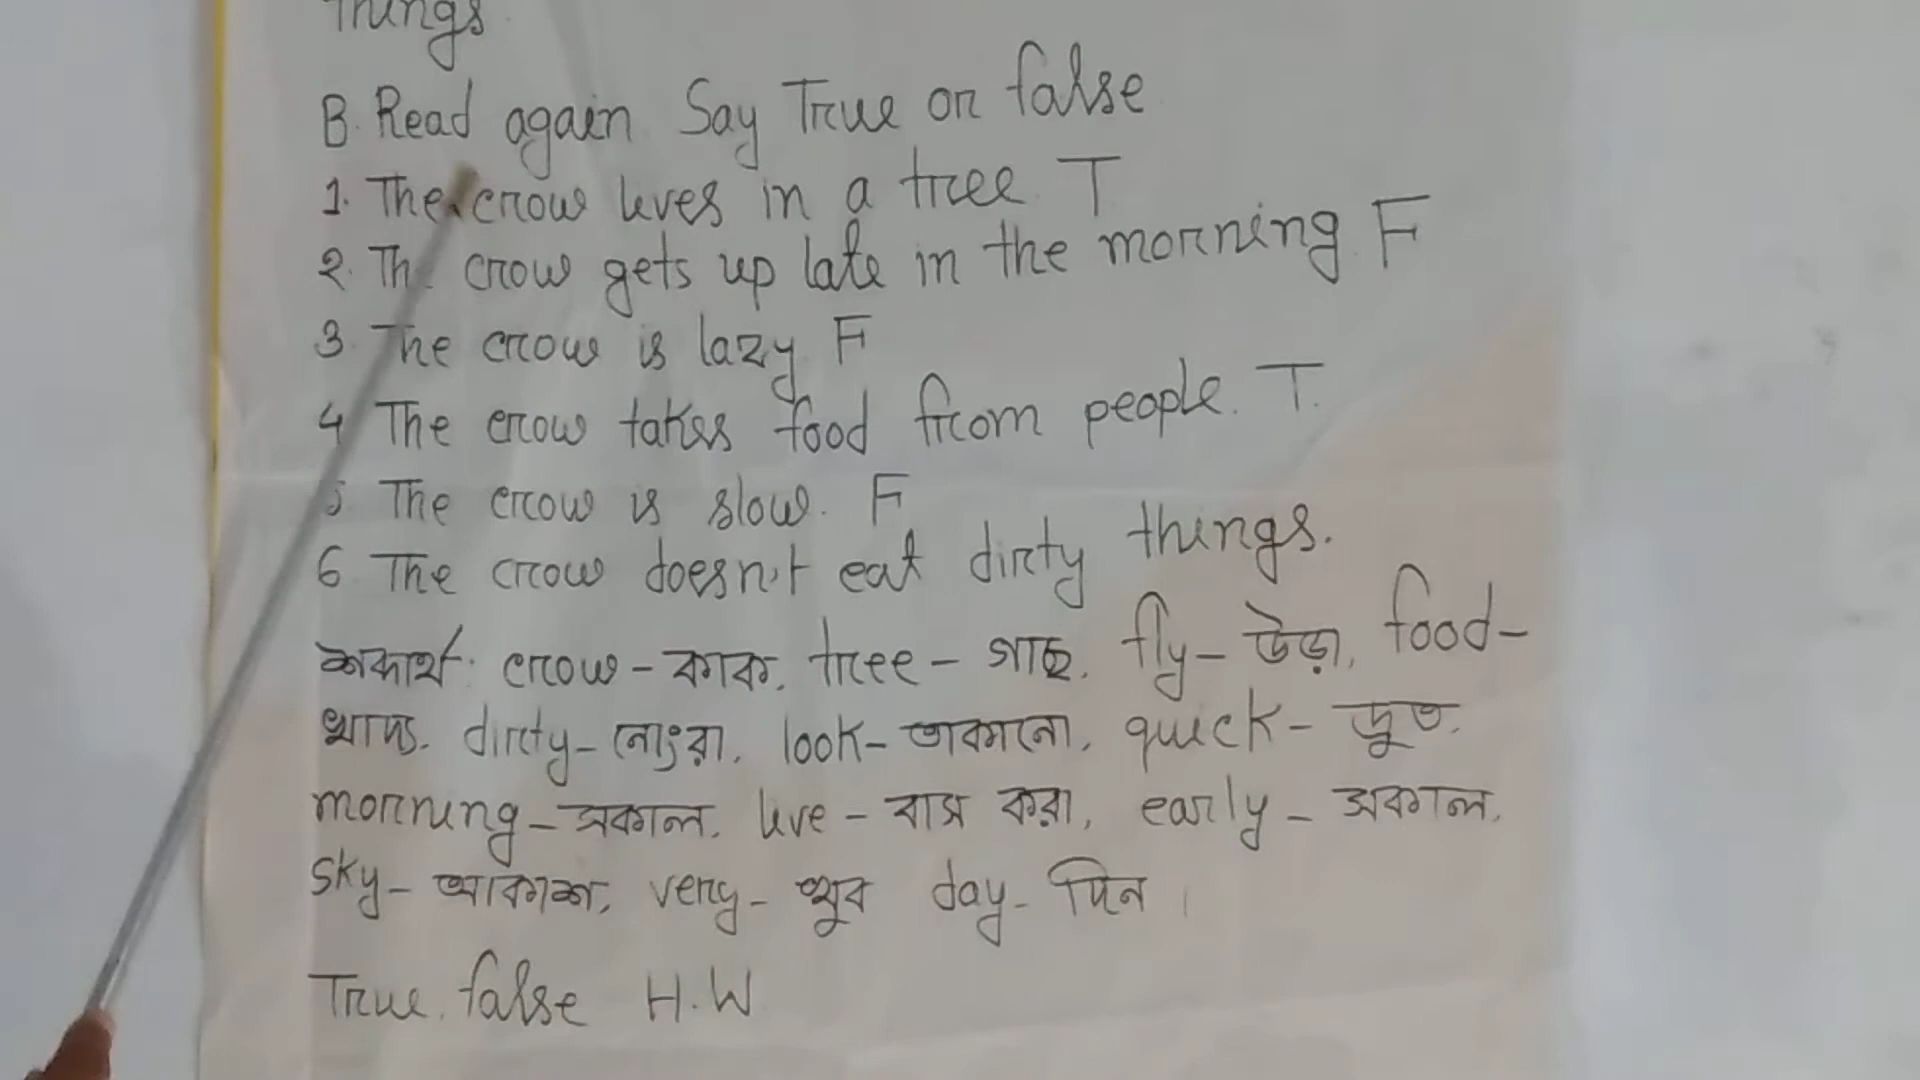 things
B. Read again Say True or false
1. The crow lives in a tree T
2. The crow gets up late in the morning F
3 The crow is lazy F
4 The crow takes food from people. T.
5 The crow is slow. F
6 The crow doesn't eat dirty things.
শব্দার্থ: crow - কাক, tree - গাছ, fly - উড়া, food -
খাদ্য, dirty - নোংরা, look - তাকানো, quick - দ্রুত,
morning - সকাল, live - বাস করা, early - সকাল,
sky - আকাশ, very - খুব day - দিন ।
True, false H.W